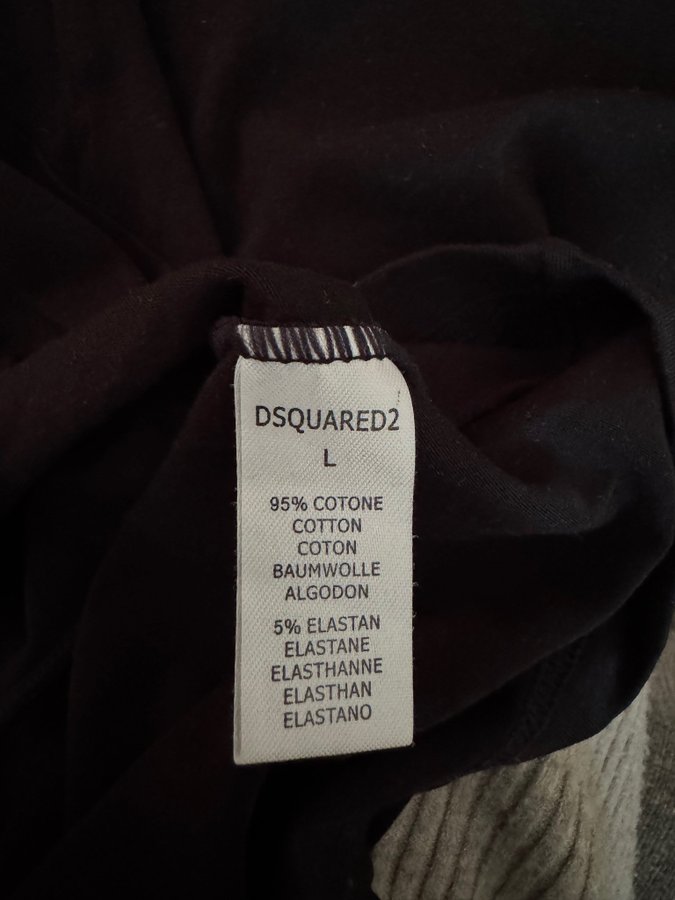 DSQUARED2
L
95% COTONE
COTTON
COTON
BAUMWOLLE
ALGODON
5% ELASTAN
ELASTANE
ELASTHANNE
ELASTHAN
ELASTANO